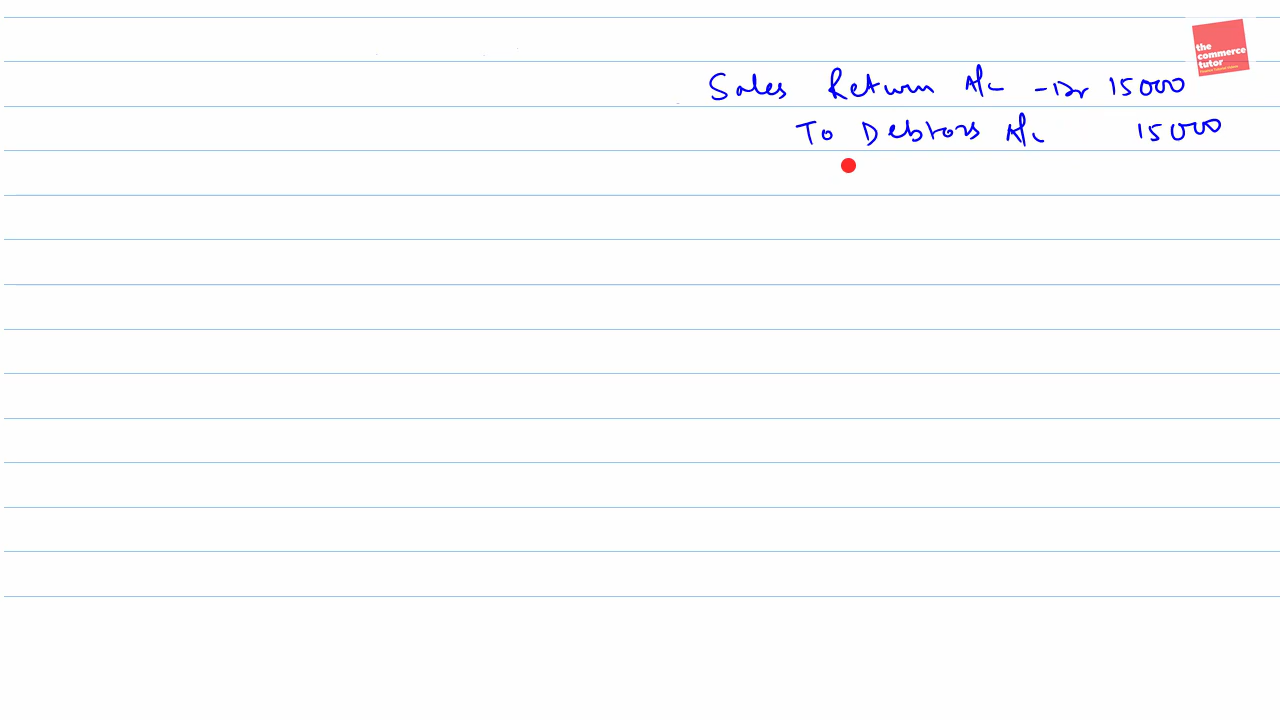 the
commerce
tutor
Sales Return A/c -Dr 15000
To Debtors A/c 15000